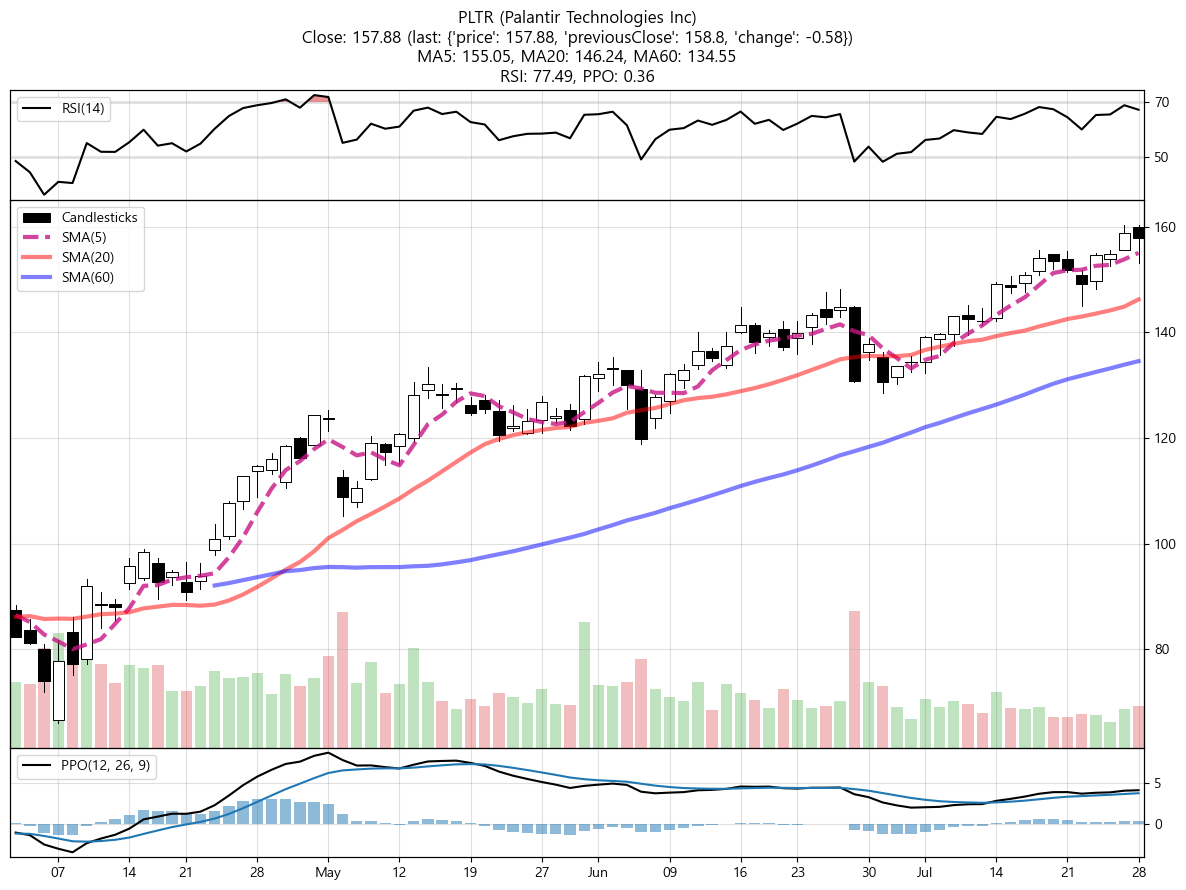 PLTR (Palantir Technologies Inc)
Close: 157.88 (last: {'price': 157.88, 'previousClose': 158.8, 'change': -0.58})
MA5: 155.05, MA20: 146.24, MA60: 134.55
RSI: 77.49, PPO: 0.36
RSI(14)
70
50
Candlesticks
SMA(5)
SMA(20)
SMA(60)
160
140
120
100
80
PPO(12, 26, 9)
5
0
07 14 21 28 May 12 19 27 Jun 09 16 23 30 Jul 14 21 28